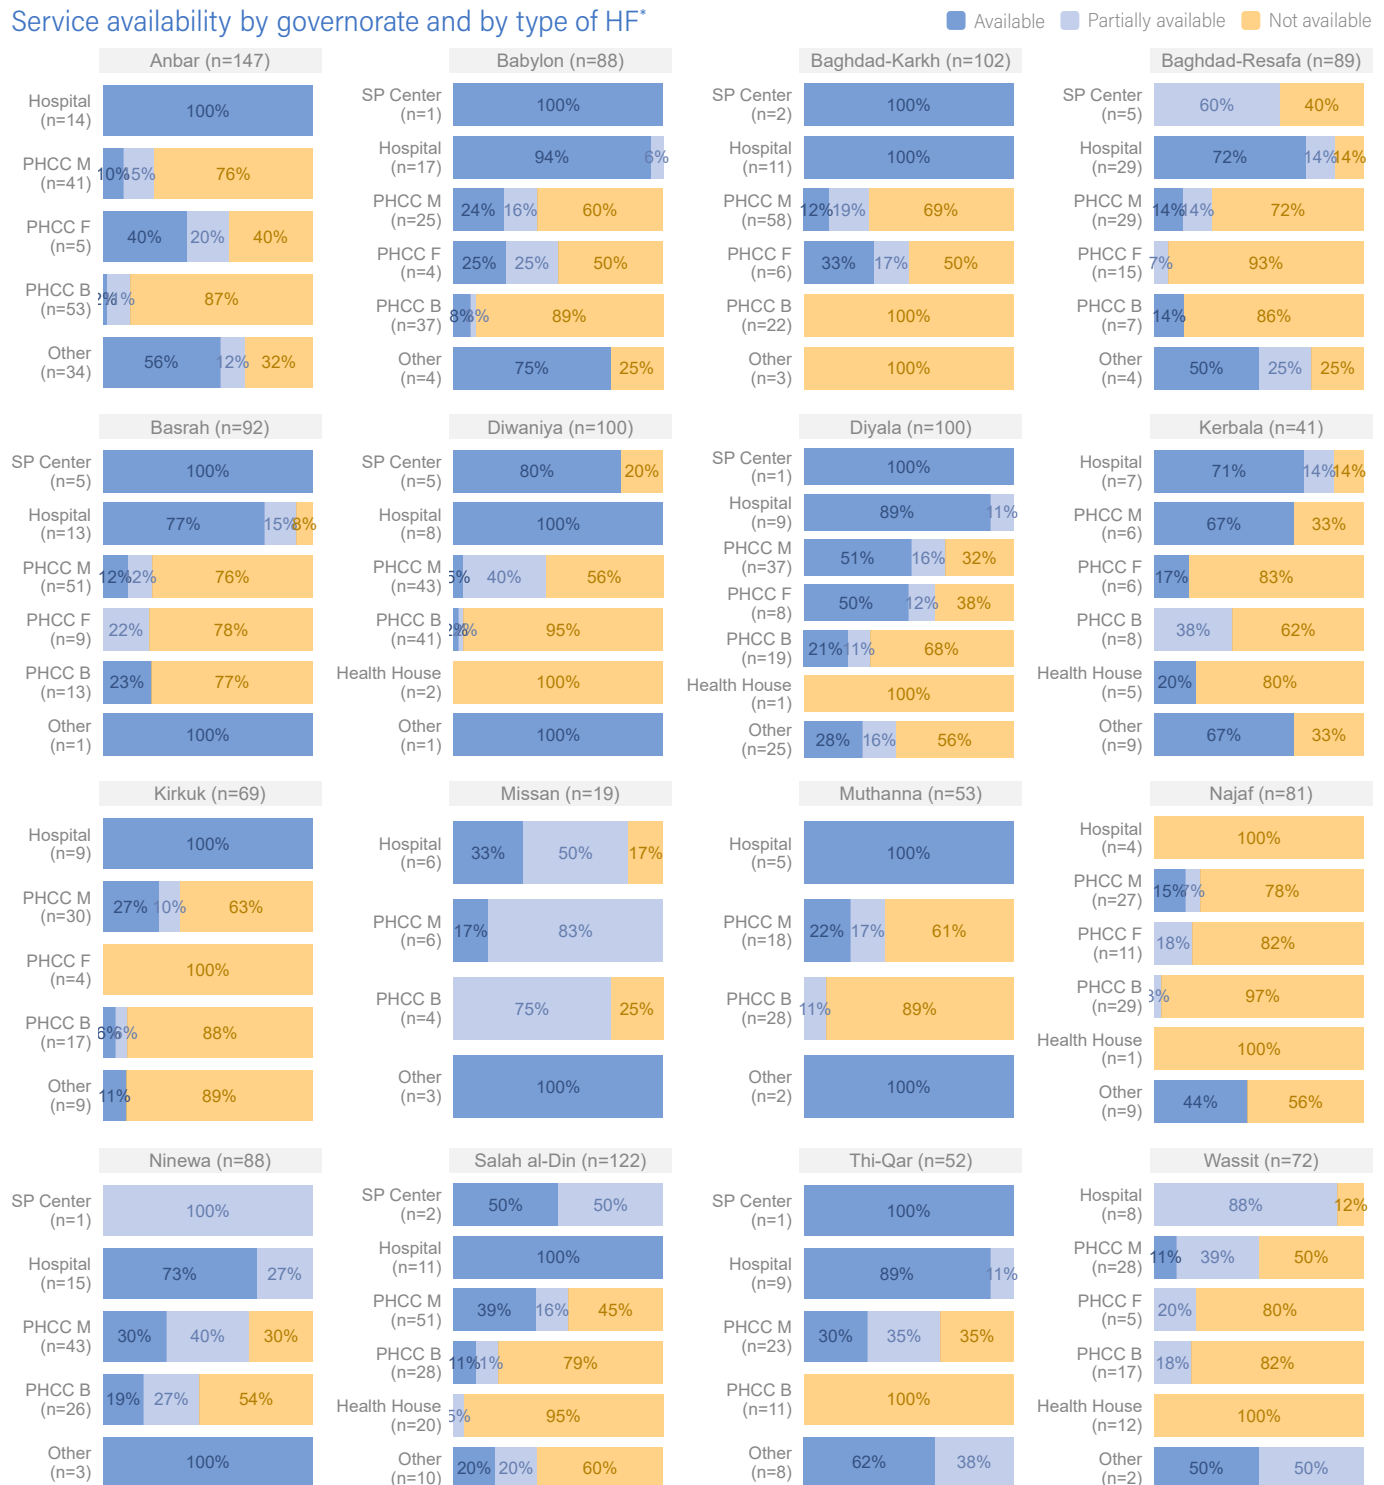 Service availability by governorate and by type of HF*
Available Partially available Not available
Anbar (n=147)
Hospital
(n=14)
100%
PHCC M
(n=41)
10% 76%
PHCC F
(n=5)
40% 20% 40%
PHCC B
(n=53)
87%
Other
(n=34)
56% 12% 32%
Babylon (n=88)
SP Center
(n=1)
100%
Hospital
(n=17)
94% 6%
PHCC M
(n=25)
24% 16% 60%
PHCC F
(n=4)
25% 25% 50%
PHCC B
(n=37)
8% 89%
Other
(n=4)
75% 25%
Baghdad-Karkh (n=102)
SP Center
(n=2)
100%
Hospital
(n=11)
100%
PHCC M
(n=58)
12% 19% 69%
PHCC F
(n=6)
33% 17% 50%
PHCC B
(n=22)
100%
Other
(n=3)
100%
Baghdad-Resafa (n=89)
SP Center
(n=5)
60% 40%
Hospital
(n=29)
72% 14% 14%
PHCC M
(n=29)
14% 14% 72%
PHCC F
(n=15)
7% 93%
PHCC B
(n=7)
14% 86%
Other
(n=4)
50% 25% 25%
Basrah (n=92)
SP Center
(n=5)
100%
Hospital
(n=13)
77% 15% 8%
PHCC M
(n=51)
12% 76%
PHCC F
(n=9)
22% 78%
PHCC B
(n=13)
23% 77%
Other
(n=1)
100%
Diwaniya (n=100)
SP Center
(n=5)
80% 20%
Hospital
(n=8)
100%
PHCC M
(n=43)
5% 40% 56%
PHCC B
(n=41)
95%
Health House
(n=2)
100%
Other
(n=1)
100%
Diyala (n=100)
SP Center
(n=1)
100%
Hospital
(n=9)
89% 11%
PHCC M
(n=37)
51% 16% 32%
PHCC F
(n=8)
50% 12% 38%
PHCC B
(n=19)
21% 11% 68%
Health House
(n=1)
100%
Other
(n=25)
28% 16% 56%
Kerbala (n=41)
Hospital
(n=7)
71% 14% 14%
PHCC M
(n=6)
67% 33%
PHCC F
(n=6)
17% 83%
PHCC B
(n=8)
38% 62%
Health House
(n=5)
20% 80%
Other
(n=9)
67% 33%
Kirkuk (n=69)
Hospital
(n=9)
100%
PHCC M
(n=30)
27% 10% 63%
PHCC F
(n=4)
100%
PHCC B
(n=17)
6% 6% 88%
Other
(n=9)
11% 89%
Missan (n=19)
Hospital
(n=6)
33% 50% 17%
PHCC M
(n=6)
17% 83%
PHCC B
(n=4)
75% 25%
Other
(n=3)
100%
Muthanna (n=53)
Hospital
(n=5)
100%
PHCC M
(n=18)
22% 17% 61%
PHCC B
(n=28)
11% 89%
Other
(n=2)
100%
Najaf (n=81)
Hospital
(n=4)
100%
PHCC M
(n=27)
15% 7% 78%
PHCC F
(n=11)
18% 82%
PHCC B
(n=29)
3% 97%
Health House
(n=1)
100%
Other
(n=9)
44% 56%
Ninewa (n=88)
SP Center
(n=1)
100%
Hospital
(n=15)
73% 27%
PHCC M
(n=43)
30% 40% 30%
PHCC B
(n=26)
19% 27% 54%
Other
(n=3)
100%
Salah al-Din (n=122)
SP Center
(n=2)
50% 50%
Hospital
(n=11)
100%
PHCC M
(n=51)
39% 16% 45%
PHCC B
(n=28)
11% 79%
Health House
(n=20)
5% 95%
Other
(n=10)
20% 20% 60%
Thi-Qar (n=52)
SP Center
(n=1)
100%
Hospital
(n=9)
89% 11%
PHCC M
(n=23)
30% 35% 35%
PHCC B
(n=11)
100%
Other
(n=8)
62% 38%
Wassit (n=72)
Hospital
(n=8)
88% 12%
PHCC M
(n=28)
11% 39% 50%
PHCC F
(n=5)
20% 80%
PHCC B
(n=17)
18% 82%
Health House
(n=12)
100%
Other
(n=2)
50% 50%